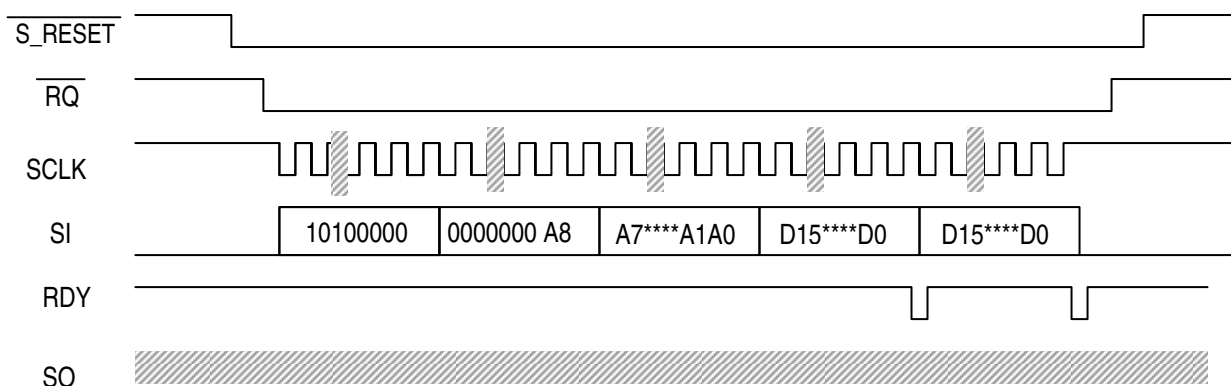 S_RESET
RQ
SCLK
SI 10100000 0000000 A8 A7****A1A0 D15****D0 D15****D0
RDY
SO